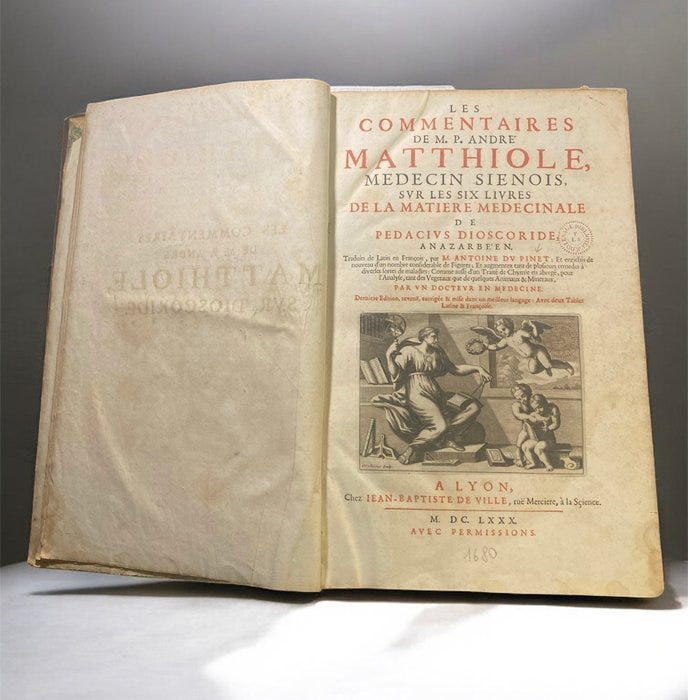 LES
COMMENTAIRES
DE M. P. ANDRE'
MATTHIOLE,
MEDECIN SIENOIS,
SVR LES SIX LIVRES
DE LA MATIERE MEDECINALE
DE
PEDACIVS DIOSCORIDE,
ANAZARBE'EN.
Traduits de Latin en François, par M. ANTOINE DU PINET: Et enrichis de
nouveau d'un nombre considerable de Figures; Et augmentez tant de plusieurs remedes à
diverses sortes de maladies; Comme aussi d'un Traité de Chymie en abregé, pour
l'Analyse, tant des Vegetaux que de quelques Animaux & Mineraux,
PAR VN DOCTEVR EN MEDECINE.
Derniere Edition, reveuë, corrigée & mise dans un meilleur langage: Avec deux Tables
Latine & Françoise.
A LYON,
Chez IEAN-BAPTISTE DE VILLE, ruë Merciere, à la Sçience.
M. DC. LXXX.
AVEC PERMISSIONS.
1680